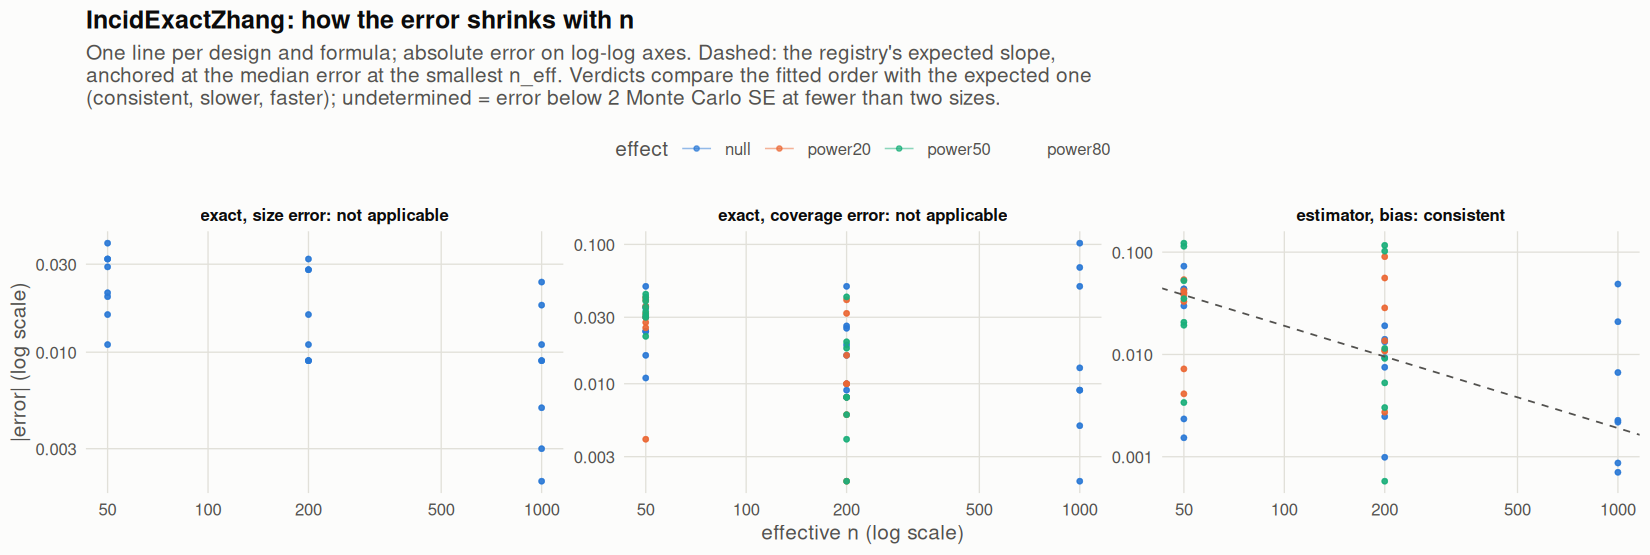 IncidExactZhang: how the error shrinks with n
One line per design and formula; absolute error on log-log axes. Dashed: the registry's expected slope,
anchored at the median error at the smallest n_eff. Verdicts compare the fitted order with the expected one
(consistent, slower, faster); undetermined = error below 2 Monte Carlo SE at fewer than two sizes.
effect null power20 power50 power80
exact, size error: not applicable
exact, coverage error: not applicable
estimator, bias: consistent
|error| (log scale)
0.030
0.010
0.003
50 100 200 500 1000
0.100
0.030
0.010
0.003
50 100 200 500 1000
0.100
0.010
0.001
50 100 200 500 1000
effective n (log scale)